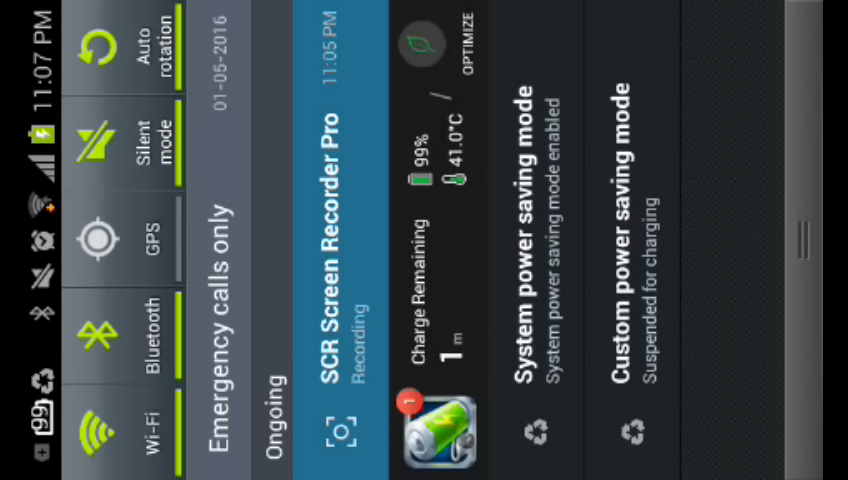 99
11:07 PM
Wi-Fi
Bluetooth
GPS
Silent
mode
Auto
rotation
Emergency calls only
01-05-2016
Ongoing
SCR Screen Recorder Pro
11:05 PM
Recording
1
Charge Remaining
1 m
99%
41.0°C
/
OPTIMIZE
System power saving mode
System power saving mode enabled
Custom power saving mode
Suspended for charging